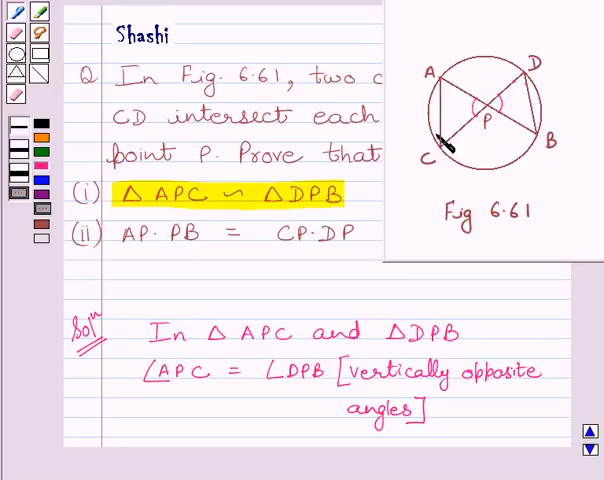 Shashi
Q In Fig. 6.61, two c
CD intersect each
point P. Prove that
(i) △ APC ∽ △ DPB
(ii) AP. PB = CP. DP
Solⁿ In △ APC and △DPB
∠APC = ∠DPB [vertically opposite
angles]
A
D
P
C
B
Fig 6.61